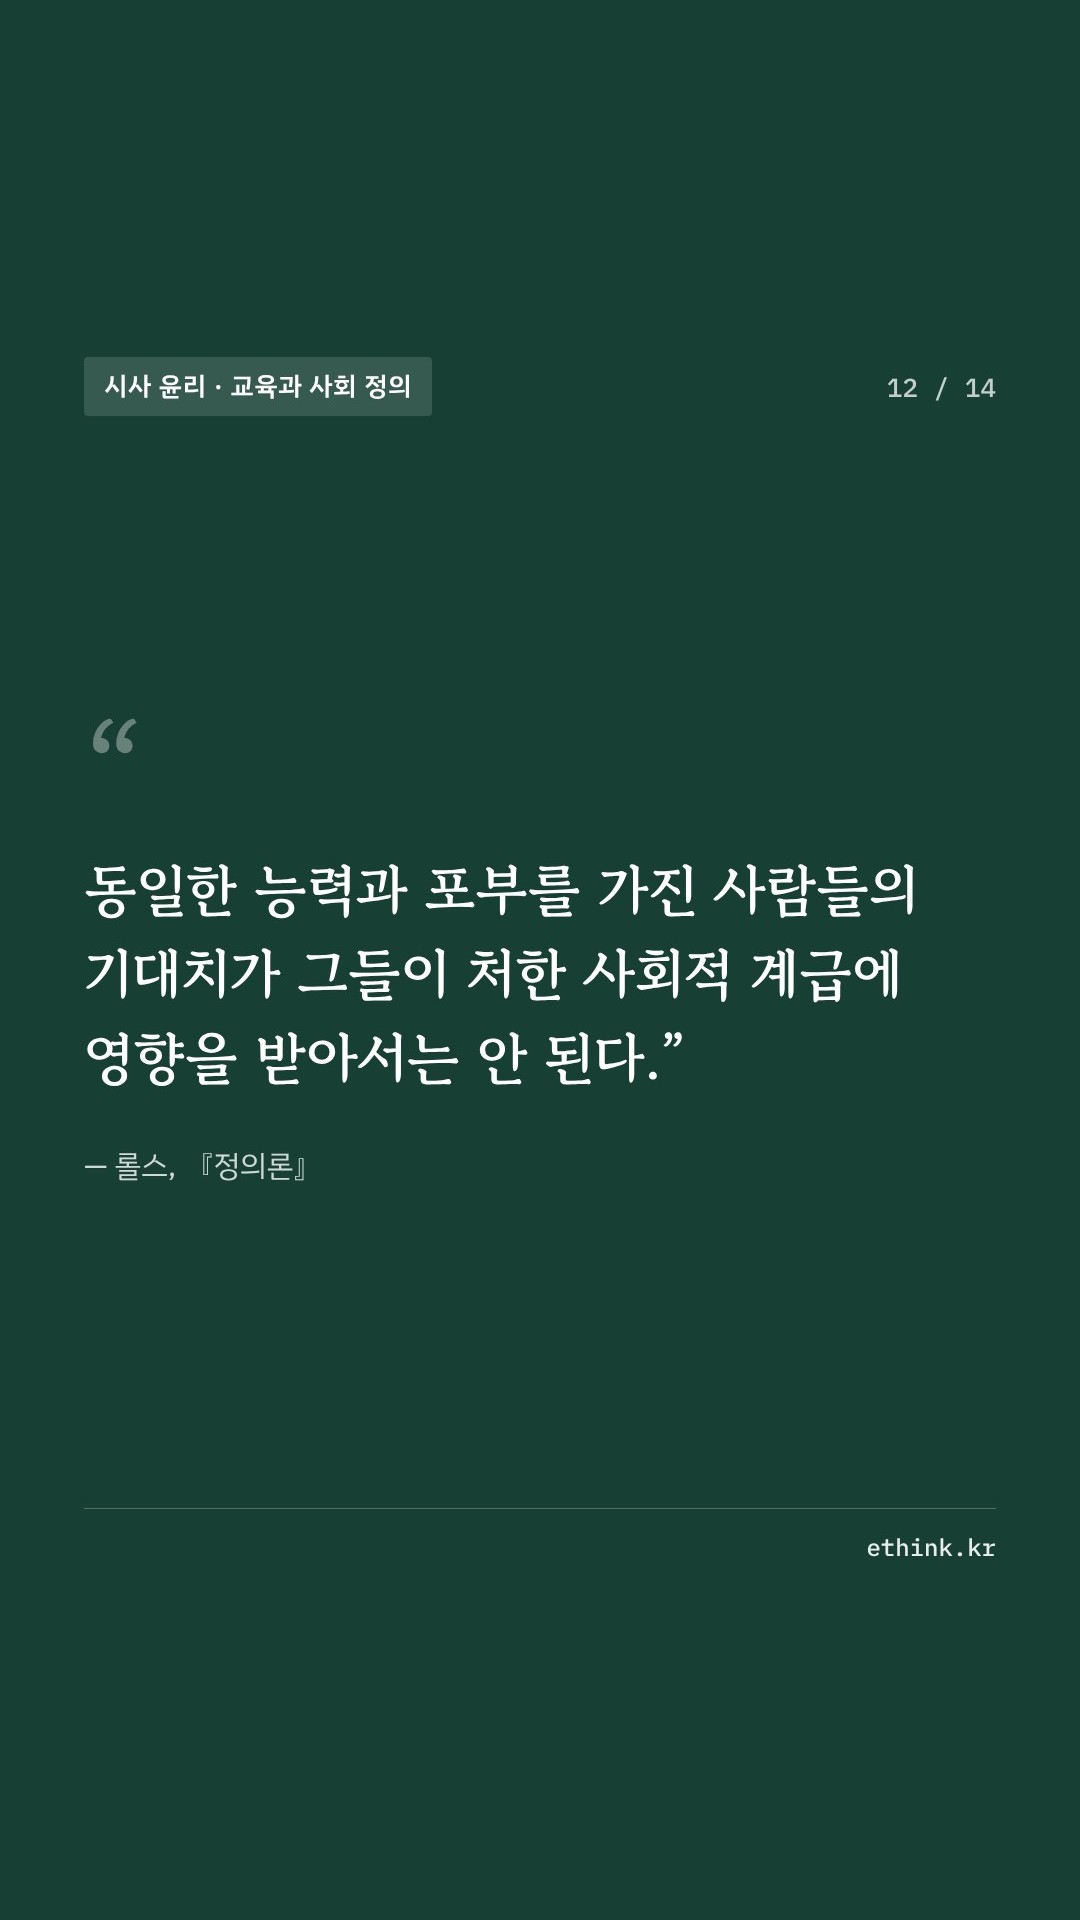 시사 윤리 · 교육과 사회 정의
12 / 14
“
동일한 능력과 포부를 가진 사람들의
기대치가 그들이 처한 사회적 계급에
영향을 받아서는 안 된다.”
— 롤스, 『정의론』
ethink.kr